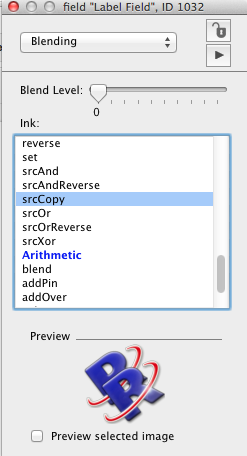 field "Label Field", ID 1032
Blending
Blend Level:
0
Ink:
reverse
set
srcAnd
srcAndReverse
srcCopy
srcOr
srcOrReverse
srcXor
Arithmetic
blend
addPin
addOver
Preview
Preview selected image